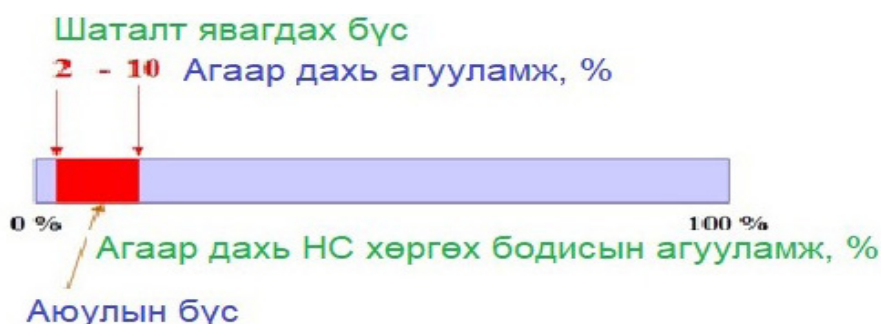 Шаталт явагдах бүс
2 - 10 Агаар дахь агууламж, %
0 % 100 %
Агаар дахь НС хөргөх бодисын агууламж, %
Аюулын бүс